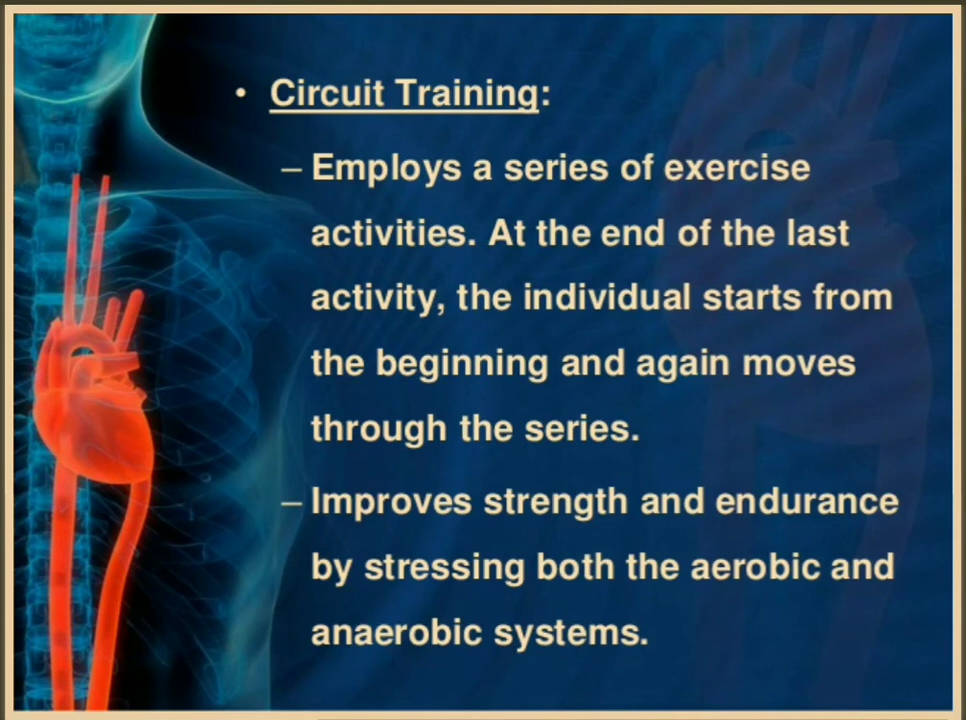 • Circuit Training:
– Employs a series of exercise
activities. At the end of the last
activity, the individual starts from
the beginning and again moves
through the series.
– Improves strength and endurance
by stressing both the aerobic and
anaerobic systems.